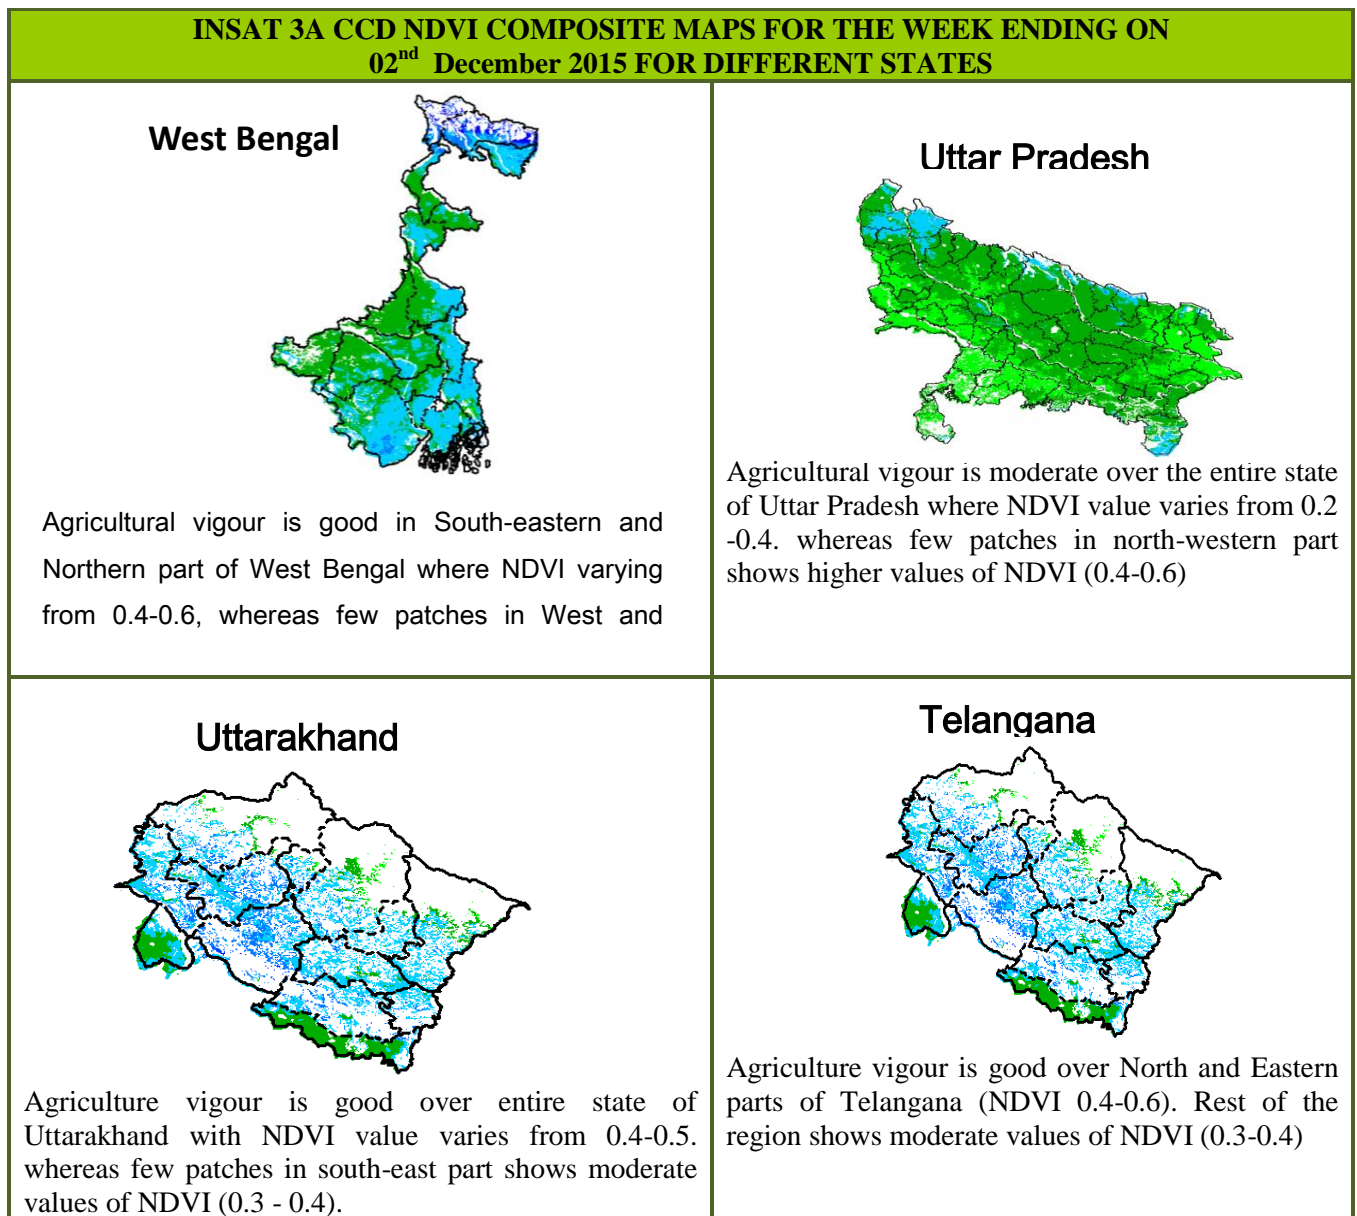 INSAT 3A CCD NDVI COMPOSITE MAPS FOR THE WEEK ENDING ON
02nd December 2015 FOR DIFFERENT STATES
West Bengal
Agricultural vigour is good in South-eastern and
Northern part of West Bengal where NDVI varying
from 0.4-0.6, whereas few patches in West and
Uttar Pradesh
Agricultural vigour is moderate over the entire state
of Uttar Pradesh where NDVI value varies from 0.2
-0.4. whereas few patches in north-western part
shows higher values of NDVI (0.4-0.6)
Uttarakhand
Agriculture vigour is good over entire state of
Uttarakhand with NDVI value varies from 0.4-0.5.
whereas few patches in south-east part shows moderate
values of NDVI (0.3 - 0.4).
Telangana
Agriculture vigour is good over North and Eastern
parts of Telangana (NDVI 0.4-0.6). Rest of the
region shows moderate values of NDVI (0.3-0.4)